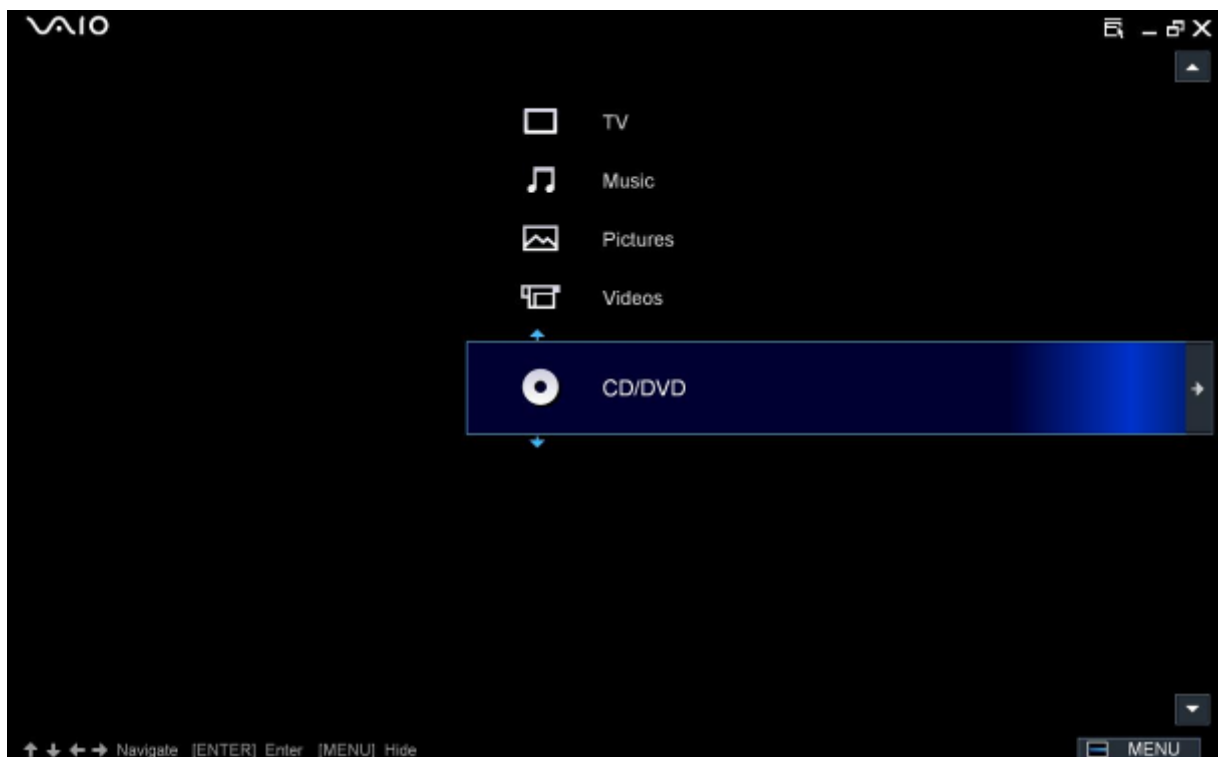 VAIO
TV
Music
Pictures
Videos
CD/DVD
Navigate [ENTER] Enter [MENU] Hide
MENU